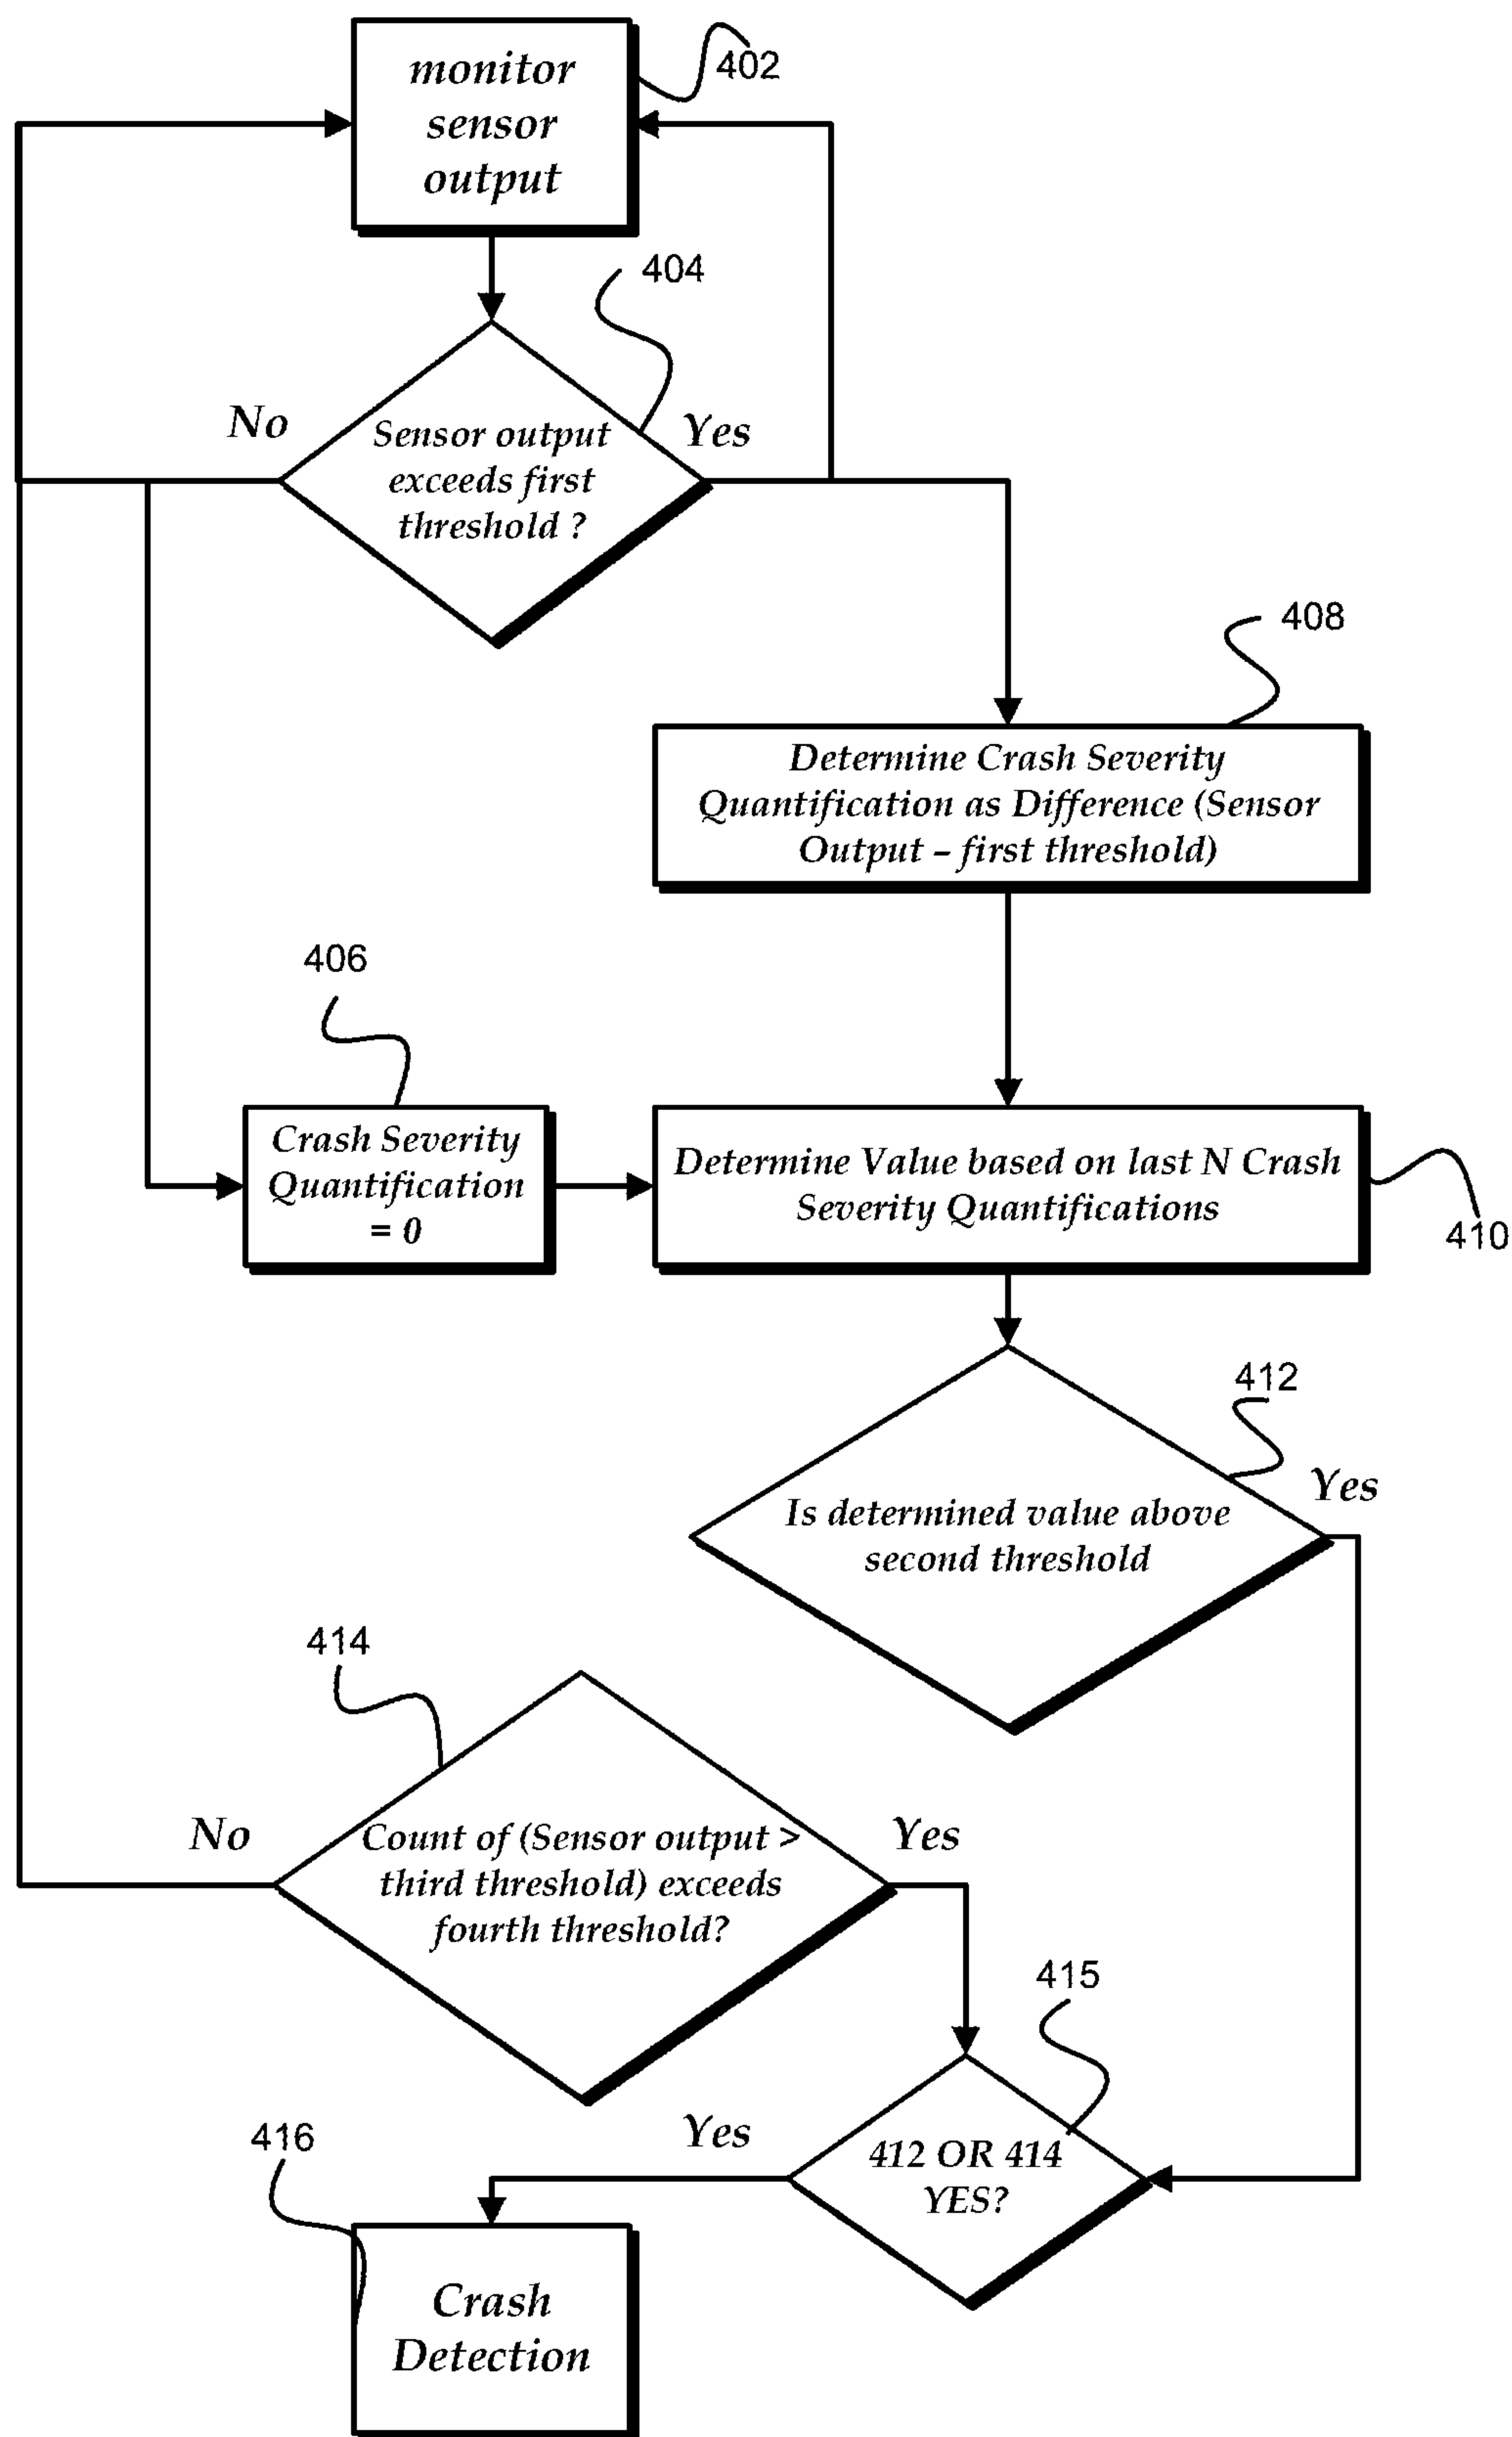 monitor
sensor
output
402
404
No
Yes
Sensor output
exceeds first
threshold ?
408
Determine Crash Severity
Quantification as Difference (Sensor
Output – first threshold)
406
Crash Severity
Quantification
= 0
Determine Value based on last N Crash
Severity Quantifications
410
412
Yes
Is determined value above
second threshold
414
No
Yes
Count of (Sensor output >
third threshold) exceeds
fourth threshold?
415
412 OR 414
YES?
Yes
416
Crash
Detection